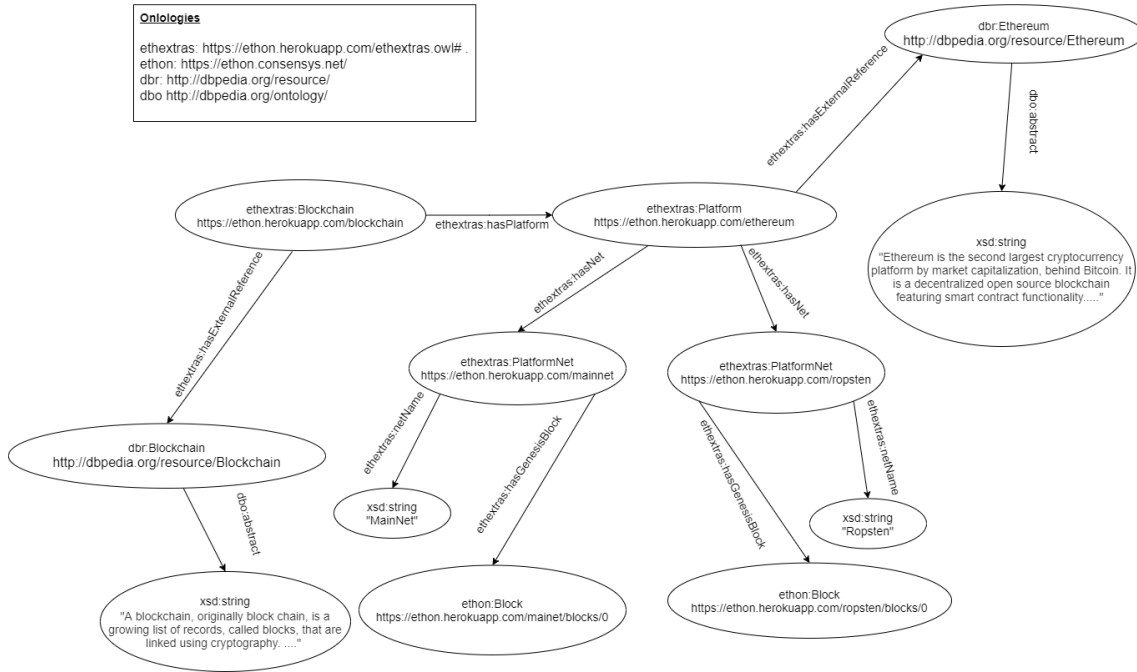 Onlologies
ethextras: https://ethon.herokuapp.com/ethextras.owl# .
ethon: https://ethon.consensys.net/
dbr: http://dbpedia.org/resource/
dbo http://dbpedia.org/ontology/
dbr:Ethereum
http://dbpedia.org/resource/Ethereum
ethextras:hasExternalReference
dbo:abstract
ethextras:Blockchain
https://ethon.herokuapp.com/blockchain
ethextras:hasPlatform
ethextras:Platform
https://ethon.herokuapp.com/ethereum
xsd:string
"Ethereum is the second largest cryptocurrency
platform by market capitalization, behind Bitcoin. It
is a decentralized open source blockchain
featuring smart contract functionality....."
ethextras:hasExternalReference
ethextras:hasNet
ethextras:hasNet
ethextras:PlatformNet
https://ethon.herokuapp.com/mainnet
ethextras:PlatformNet
https://ethon.herokuapp.com/ropsten
dbr:Blockchain
http://dbpedia.org/resource/Blockchain
ethextras:netName
ethextras:hasGenesisBlock
ethextras:hasGenesisBlock
ethextras:netName
dbo:abstract
xsd:string
"MainNet"
xsd:string
"Ropsten"
xsd:string
"A blockchain, originally block chain, is a
growing list of records, called blocks, that are
linked using cryptography. ...."
ethon:Block
https://ethon.herokuapp.com/mainet/blocks/0
ethon:Block
https://ethon.herokuapp.com/ropsten/blocks/0